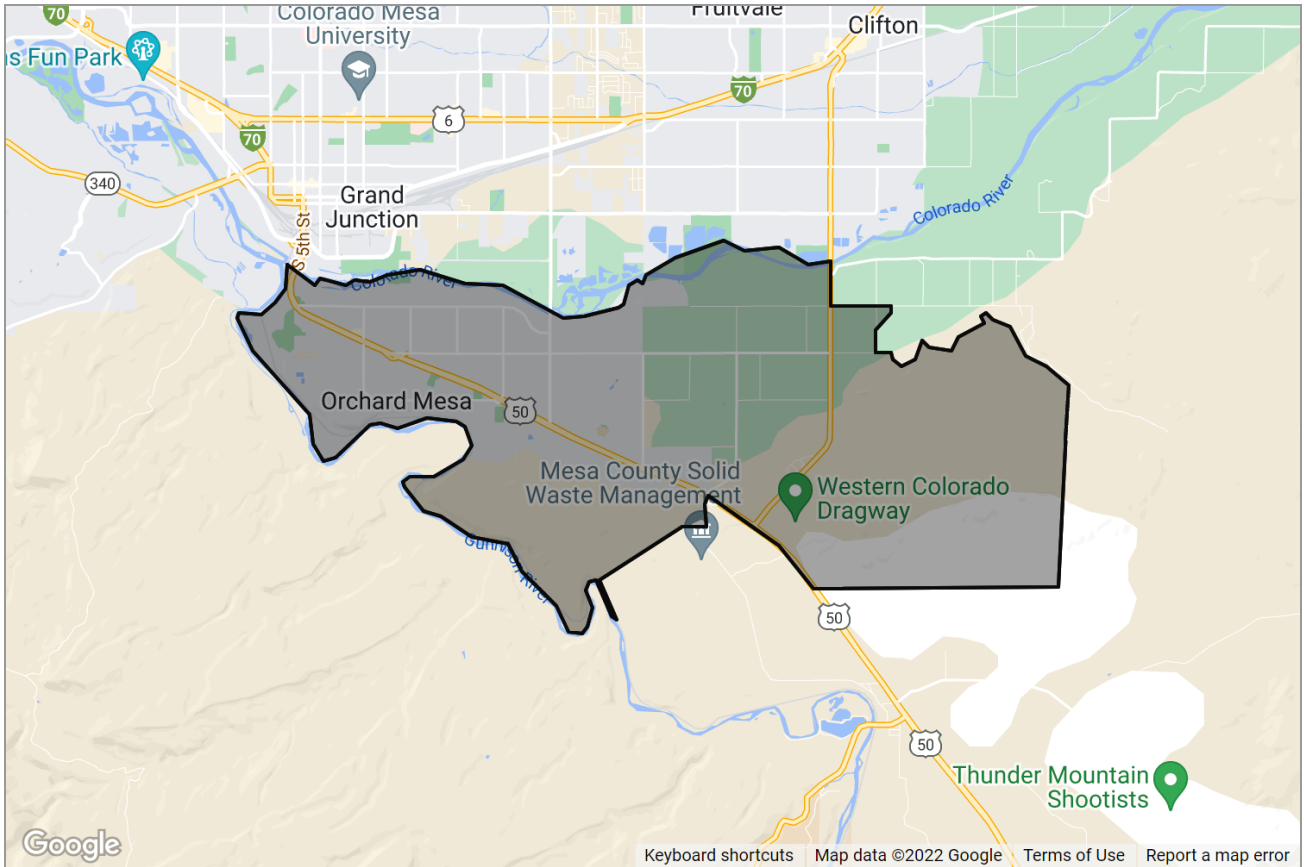 70
Colorado Mesa
University
Fruitvale
Clifton
s Fun Park
70
6
70
340
Grand
Junction
S 5th St
Colorado River
Colorado River
Orchard Mesa
50
Mesa County Solid
Waste Management
Western Colorado
Dragway
Gunnison River
50
50
Thunder Mountain
Shootists
Google
Keyboard shortcuts
Map data ©2022 Google
Terms of Use
Report a map error